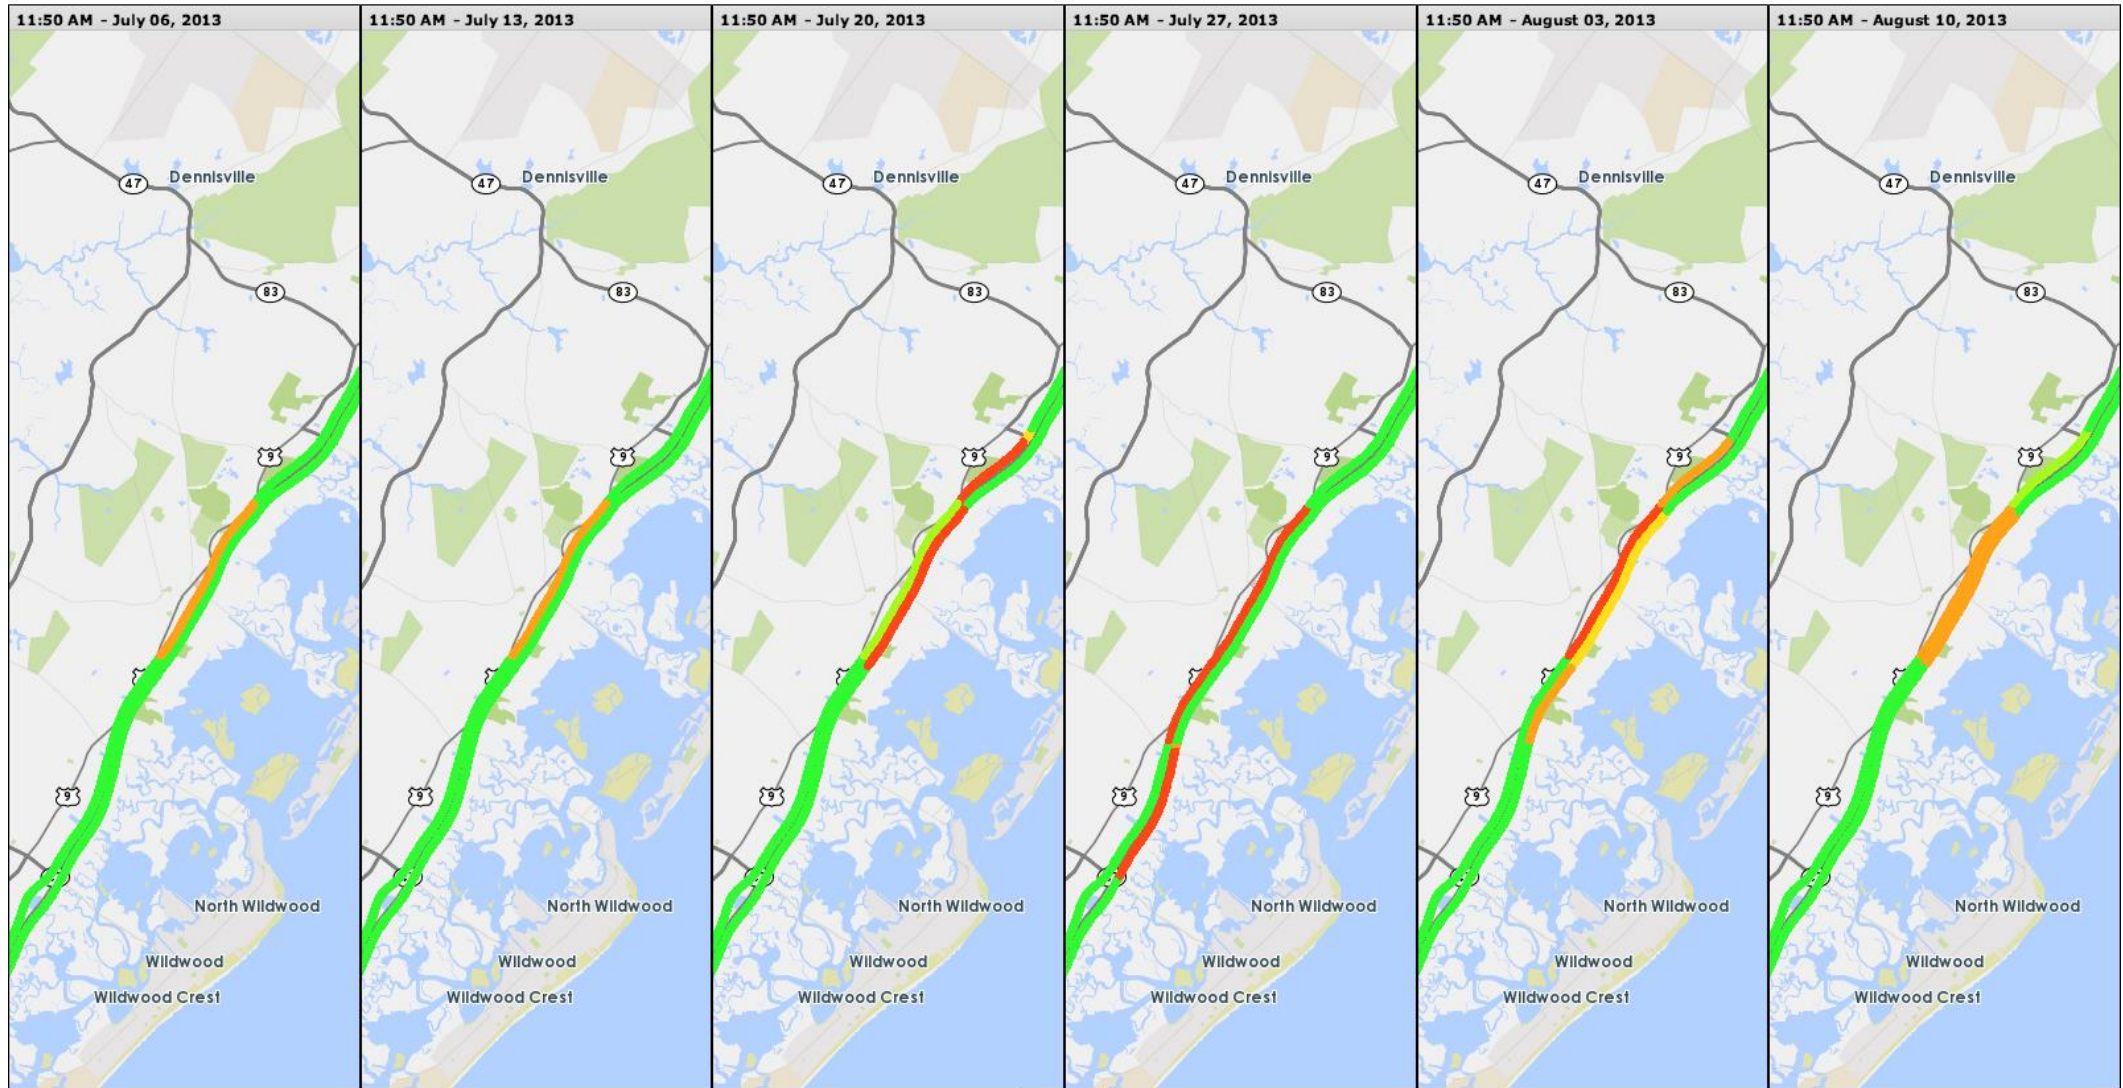 11:50 AM - July 06, 2013
47
Dennisville
83
9
9
North Wildwood
Wildwood
Wildwood Crest
11:50 AM - July 13, 2013
47
Dennisville
83
9
9
North Wildwood
Wildwood
Wildwood Crest
11:50 AM - July 20, 2013
47
Dennisville
83
9
9
North Wildwood
Wildwood
Wildwood Crest
11:50 AM - July 27, 2013
47
Dennisville
83
9
9
North Wildwood
Wildwood
Wildwood Crest
11:50 AM - August 03, 2013
47
Dennisville
83
9
9
North Wildwood
Wildwood
Wildwood Crest
11:50 AM - August 10, 2013
47
Dennisville
83
9
9
North Wildwood
Wildwood
Wildwood Crest